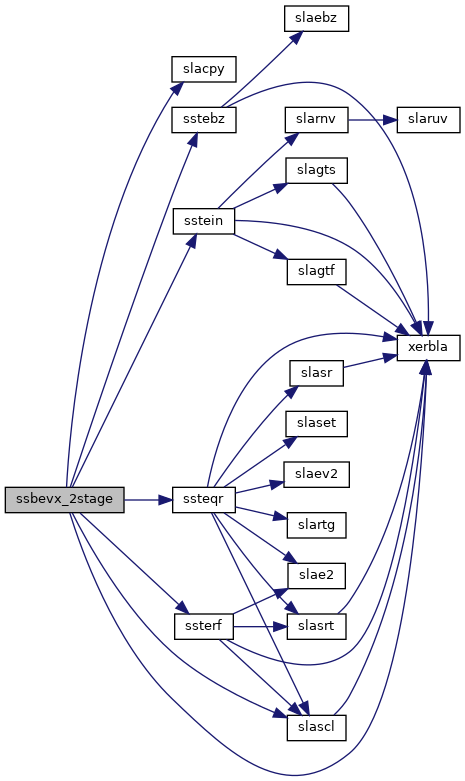 slaebz
slacpy
sstebz
slarnv
slaruv
slagts
sstein
slagtf
xerbla
slasr
slaset
slaev2
ssbevx_2stage
ssteqr
slartg
slae2
ssterf
slasrt
slascl